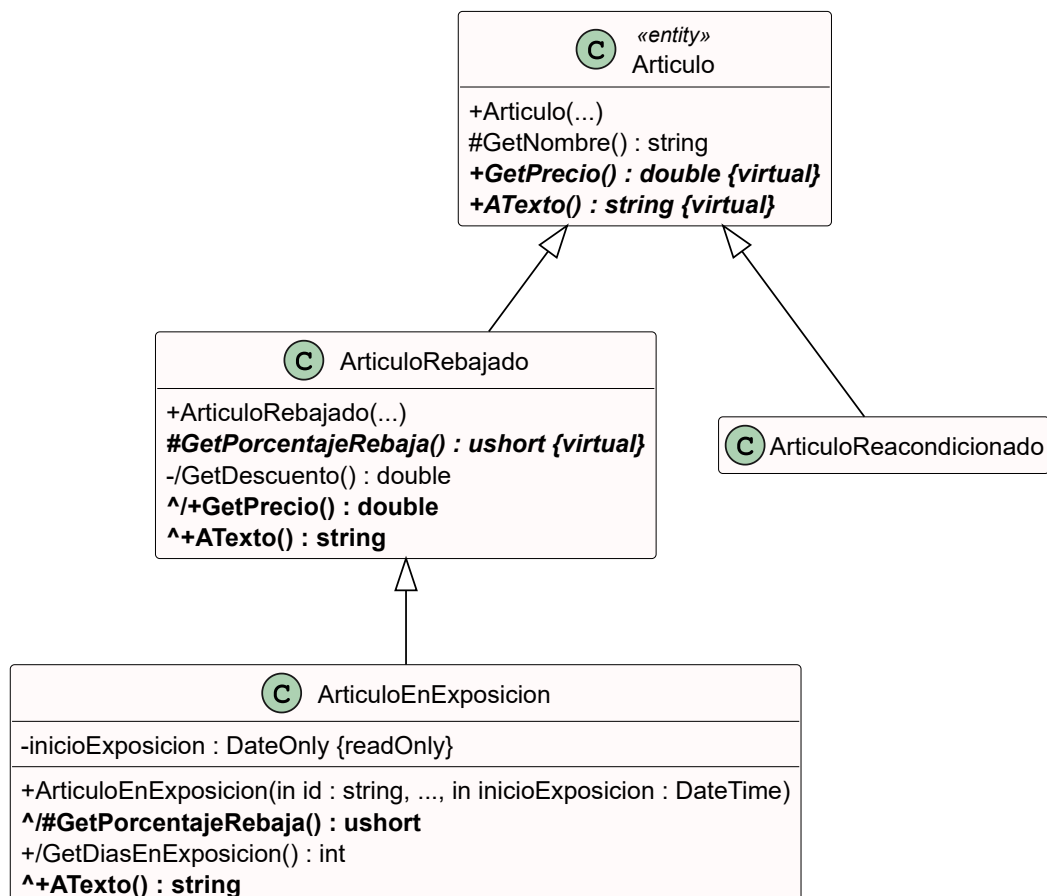 «entity»
C Articulo
+Articulo(...)
#GetNombre() : string
+GetPrecio() : double {virtual}
+ATexto() : string {virtual}
C ArticuloRebajado
+ArticuloRebajado(...)
#GetPorcentajeRebaja() : ushort {virtual}
-/GetDescuento() : double
^/+GetPrecio() : double
^+ATexto() : string
C ArticuloReacondicionado
C ArticuloEnExposicion
-inicioExposicion : DateOnly {readOnly}
+ArticuloEnExposicion(in id : string, ..., in inicioExposicion : DateTime)
^/#GetPorcentajeRebaja() : ushort
+/GetDiasEnExposicion() : int
^+ATexto() : string